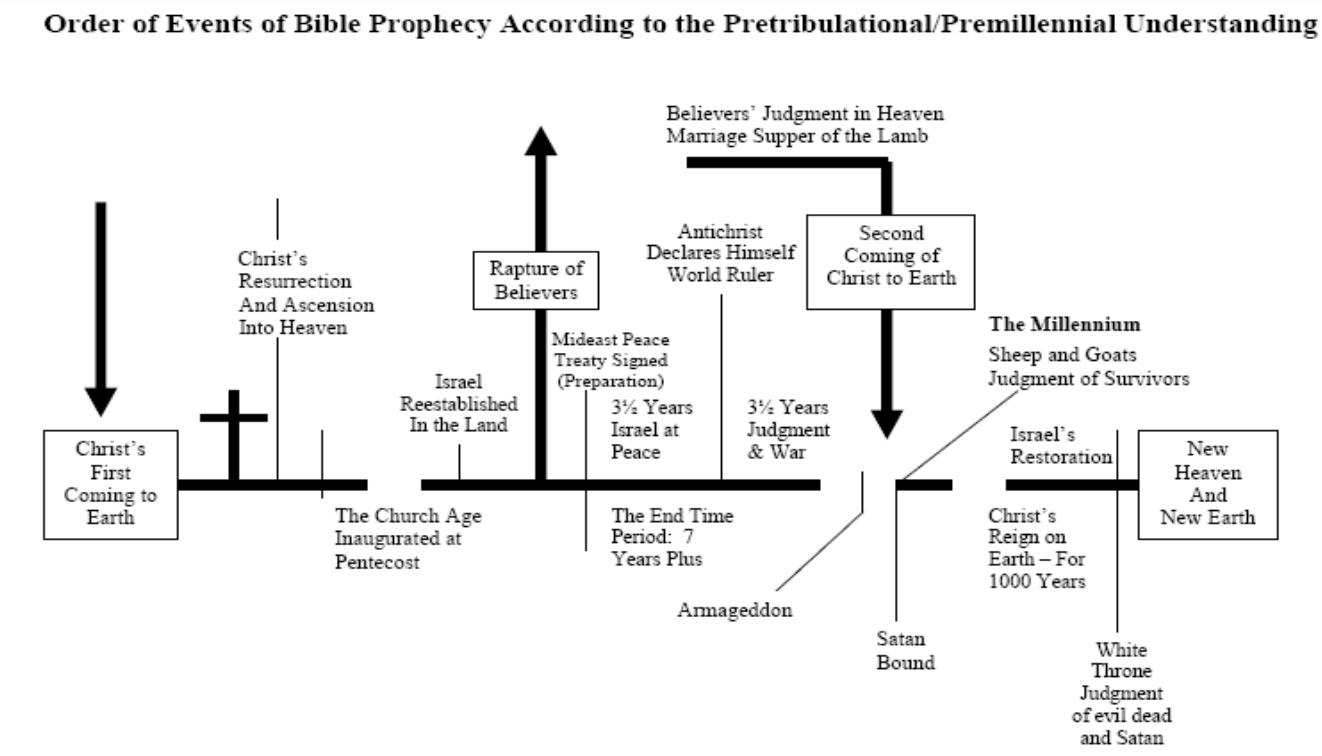 Order of Events of Bible Prophecy According to the Pretribulational/Premillennial Understanding
Believers’ Judgment in Heaven
Marriage Supper of the Lamb
Christ’s
Resurrection
And Ascension
Into Heaven
Rapture of
Believers
Antichrist
Declares Himself
World Ruler
Second
Coming of
Christ to Earth
The Millennium
Sheep and Goats
Judgment of Survivors
Mideast Peace
Treaty Signed
(Preparation)
Israel
Reestablished
In the Land
3½ Years
Israel at
Peace
3½ Years
Judgment
& War
Christ’s
First
Coming to
Earth
Israel’s
Restoration
New
Heaven
And
New Earth
The Church Age
Inaugurated at
Pentecost
The End Time
Period: 7
Years Plus
Christ’s
Reign on
Earth – For
1000 Years
Armageddon
Satan
Bound
White
Throne
Judgment
of evil dead
and Satan